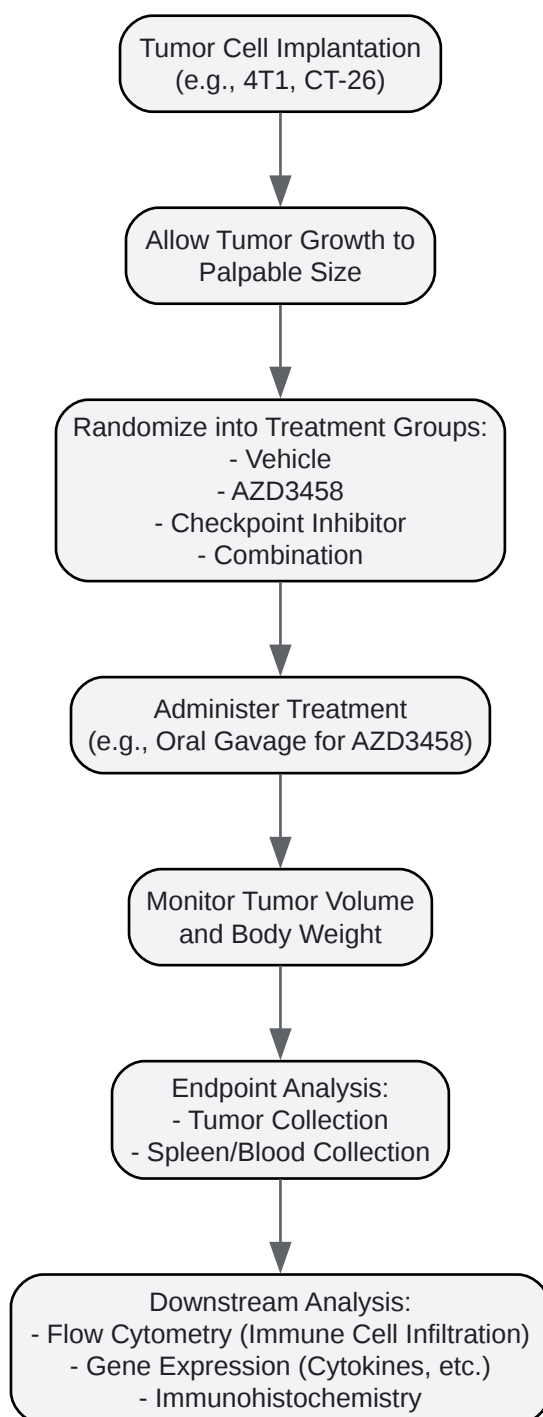 Tumor Cell Implantation
(e.g., 4T1, CT-26)
Allow Tumor Growth to
Palpable Size
Randomize into Treatment Groups:
- Vehicle
- AZD3458
- Checkpoint Inhibitor
- Combination
Administer Treatment
(e.g., Oral Gavage for AZD3458)
Monitor Tumor Volume
and Body Weight
Endpoint Analysis:
- Tumor Collection
- Spleen/Blood Collection
Downstream Analysis:
- Flow Cytometry (Immune Cell Infiltration)
- Gene Expression (Cytokines, etc.)
- Immunohistochemistry